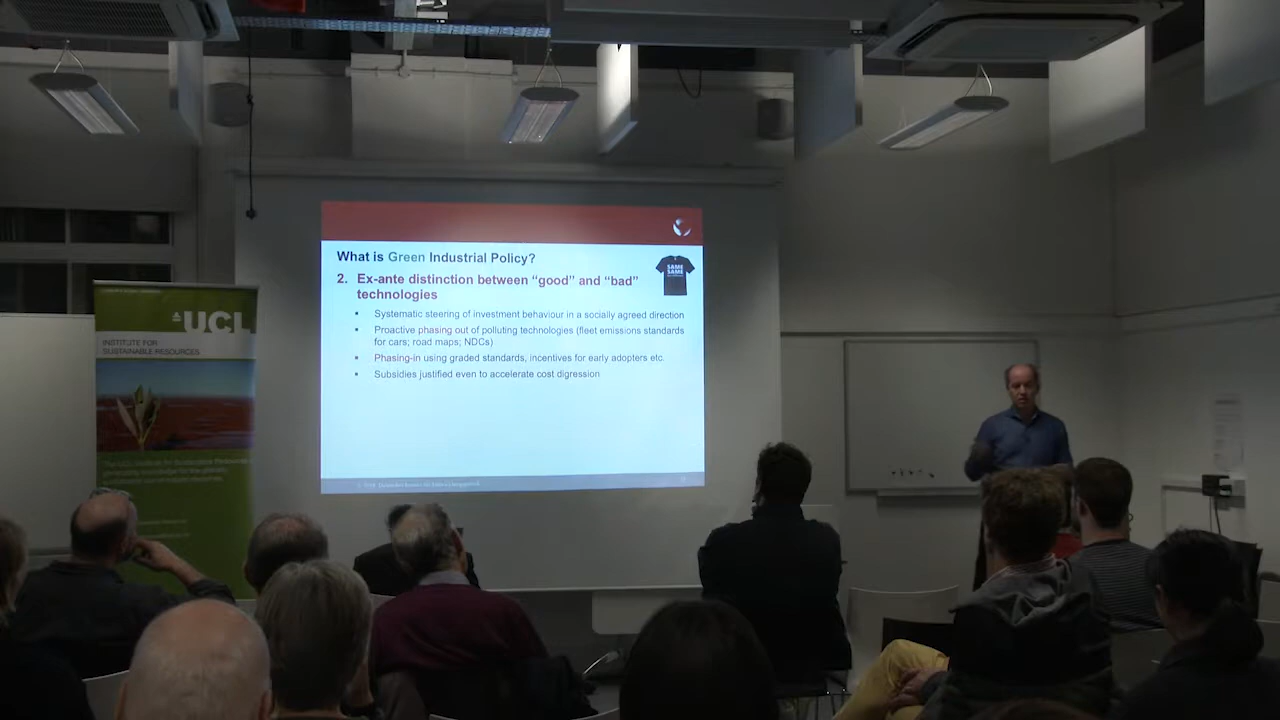 What is Green Industrial Policy?
2. Ex-ante distinction between “good” and “bad”
technologies
SAME
SAME
▪ Systematic steering of investment behaviour in a socially agreed direction
▪ Proactive phasing out of polluting technologies (fleet emissions standards
for cars; road maps; NDCs)
▪ Phasing-in using graded standards, incentives for early adopters etc.
▪ Subsidies justified even to accelerate cost digression
UCL
INSTITUTE FOR
SUSTAINABLE RESOURCES